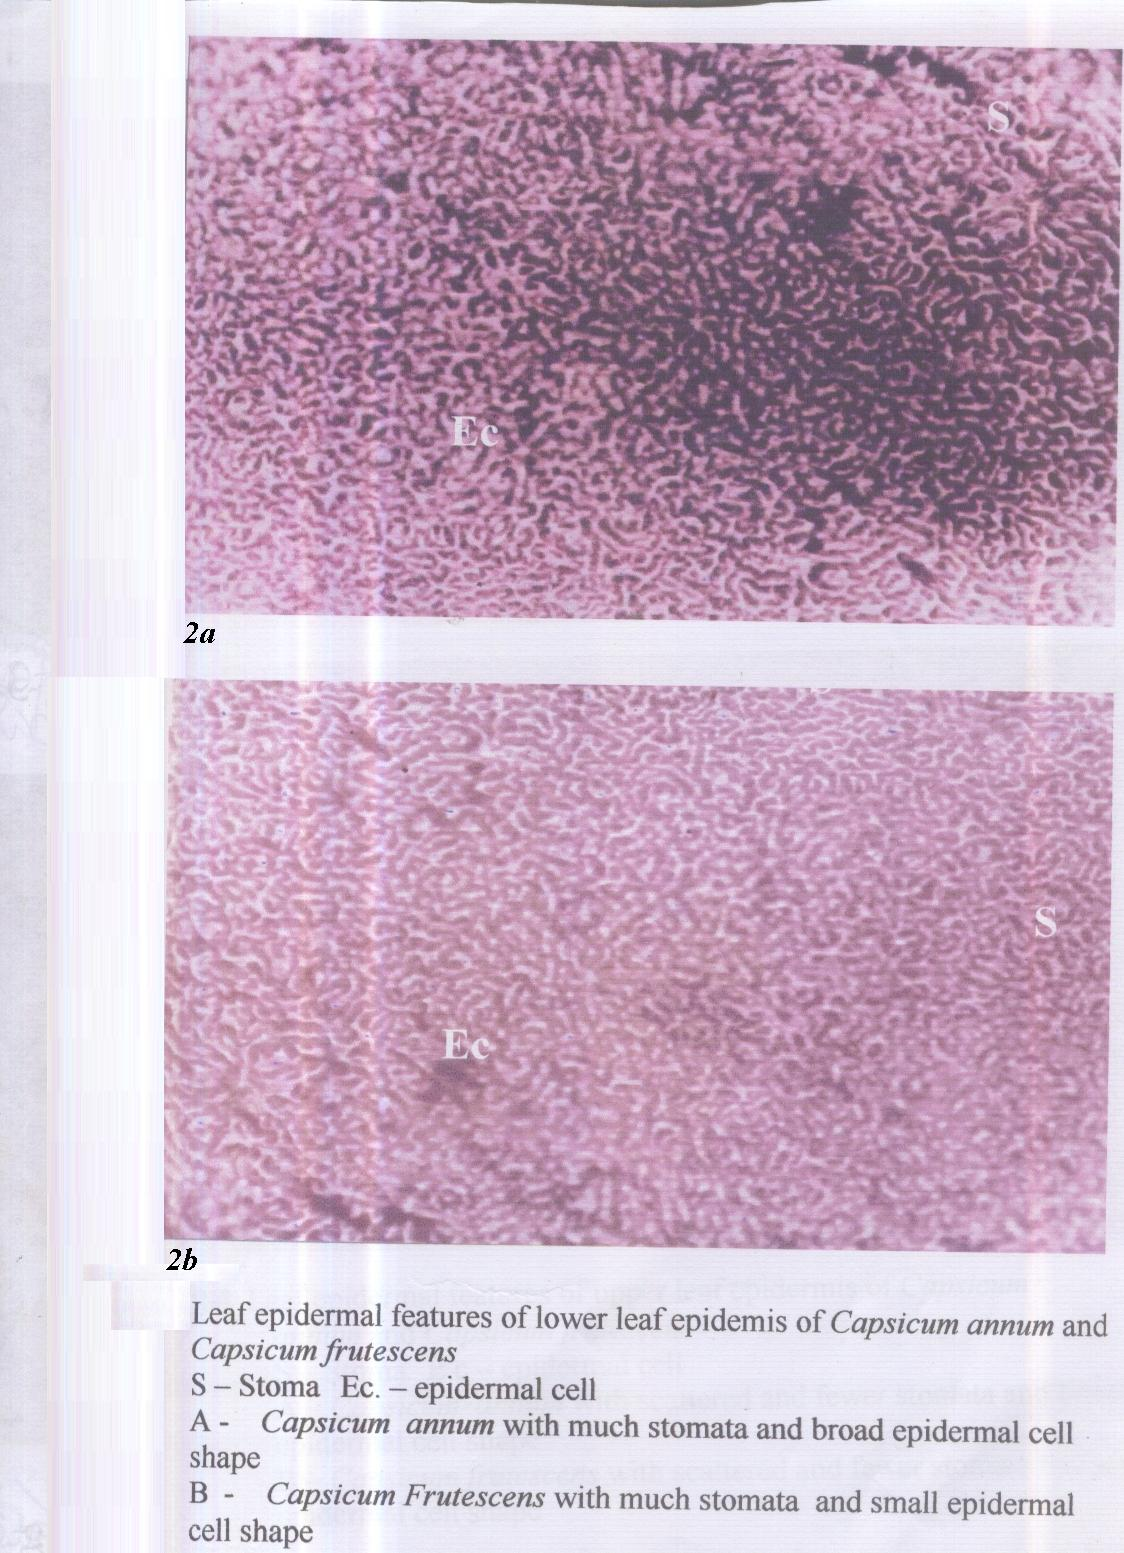 S
Ec
2a
S
Ec
2b
Leaf epidermal features of lower leaf epidemis of Capsicum annum and
Capsicum frutescens
S – Stoma Ec. – epidermal cell
A - Capsicum annum with much stomata and broad epidermal cell
shape
B - Capsicum Frutescens with much stomata and small epidermal
cell shape